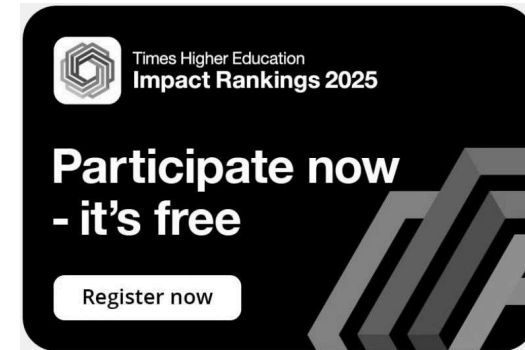 Times Higher Education
Impact Rankings 2025
Participate now
- it’s free
Register now